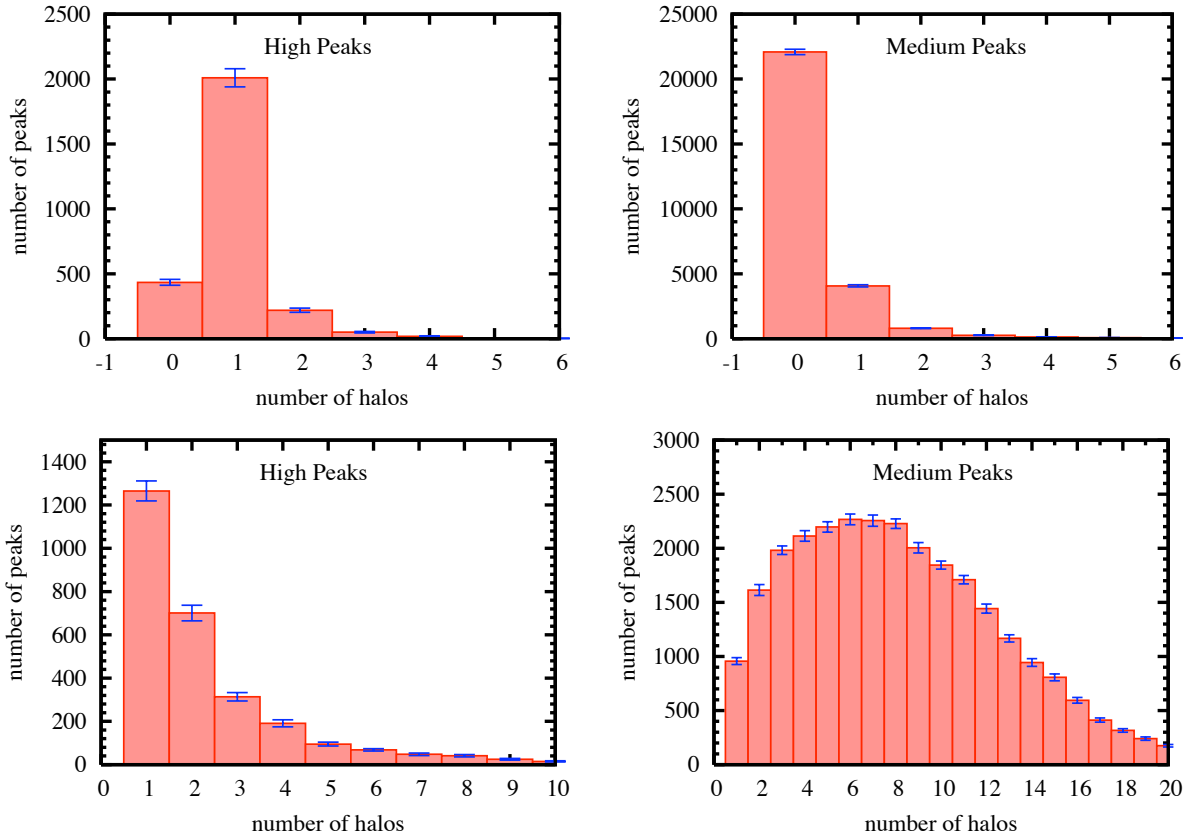 High Peaks
number of peaks
2500
2000
1500
1000
500
0
-1 0 1 2 3 4 5 6
number of halos
Medium Peaks
number of peaks
25000
20000
15000
10000
5000
0
-1 0 1 2 3 4 5 6
number of halos
High Peaks
number of peaks
1400
1200
1000
800
600
400
200
0
0 1 2 3 4 5 6 7 8 9 10
number of halos
Medium Peaks
number of peaks
3000
2500
2000
1500
1000
500
0
0 2 4 6 8 10 12 14 16 18 20
number of halos